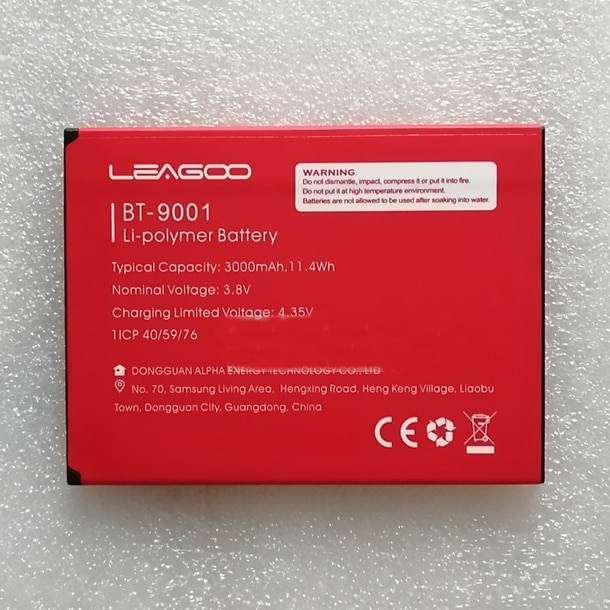 LEAGOO
WARNING
Do not dismantle, impact, compress it or put it into fire.
Do not put it at high temperature environment,
Batteries are not allowed to be used after soaking into water.
BT-9001
Li-polymer Battery
Typical Capacity: 3000mAh,11.4Wh
Nominal Voltage: 3.8V
Charging Limited Voltage: 4.35V
1ICP 40/59/76
DONGGUAN ALPHA ENERGY TECHNOLOGY CO.,LTD
No. 70, Samsung Living Area, Hengxing Road, Heng Keng Village, Liaobu
Town, Dongguan City, Guangdong, China
CE